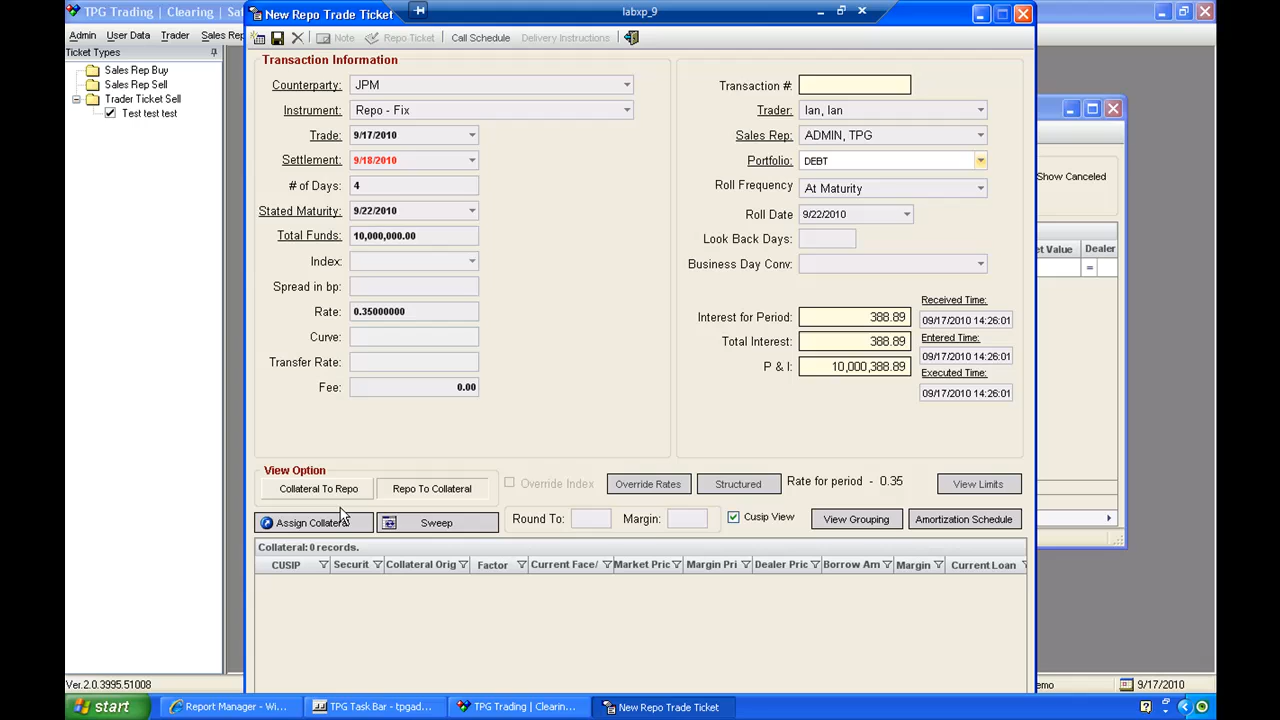 TPG Trading | Clearing | Sa
New Repo Trade Ticket
labxp_9
Admin User Data Trader Sales Rep
Note Repo Ticket Call Schedule Delivery Instructions
Ticket Types
Sales Rep Buy
Sales Rep Sell
Trader Ticket Sell
Test test test
Transaction Information
Counterparty: JPM
Instrument: Repo - Fix
Trade: 9/17/2010
Settlement: 9/18/2010
# of Days: 4
Stated Maturity: 9/22/2010
Total Funds: 10,000,000.00
Index:
Spread in bp:
Rate: 0.35000000
Curve:
Transfer Rate:
Fee: 0.00
Transaction #:
Trader: Ian, Ian
Sales Rep: ADMIN, TPG
Portfolio: DEBT
Roll Frequency At Maturity
Roll Date 9/22/2010
Look Back Days:
Business Day Conv:
Interest for Period: 388.89
Total Interest: 388.89
P & I: 10,000,388.89
Received Time:
09/17/2010 14:26:01
Entered Time:
09/17/2010 14:26:01
Executed Time:
09/17/2010 14:26:01
Show Canceled
et Value Dealer
=
View Option
Collateral To Repo Repo To Collateral
Override Index Override Rates Structured Rate for period - 0.35 View Limits
Assign Collateral Sweep Round To: Margin: Cusip View View Grouping Amortization Schedule
Collateral: 0 records.
CUSIP Securit Collateral Orig Factor Current Face/ Market Pric Margin Pri Dealer Pric Borrow Am Margin Current Loan
Ver.2.0.3995.51008
emo 9/17/2010
start Report Manager - Wi... TPG Task Bar - tpgad... TPG Trading | Clearin... New Repo Trade Ticket